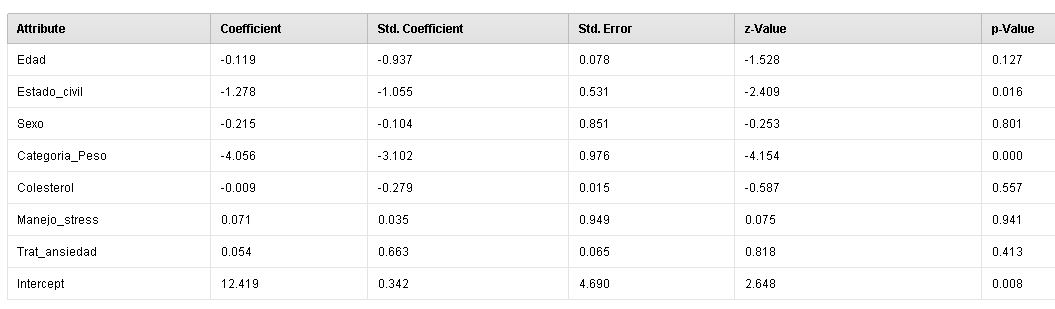 Attribute Coefficient Std. Coefficient Std. Error z-Value p-Value
Edad -0.119 -0.937 0.078 -1.528 0.127
Estado_civil -1.278 -1.055 0.531 -2.409 0.016
Sexo -0.215 -0.104 0.851 -0.253 0.801
Categoria_Peso -4.056 -3.102 0.976 -4.154 0.000
Colesterol -0.009 -0.279 0.015 -0.587 0.557
Manejo_stress 0.071 0.035 0.949 0.075 0.941
Trat_ansiedad 0.054 0.663 0.065 0.818 0.413
Intercept 12.419 0.342 4.690 2.648 0.008